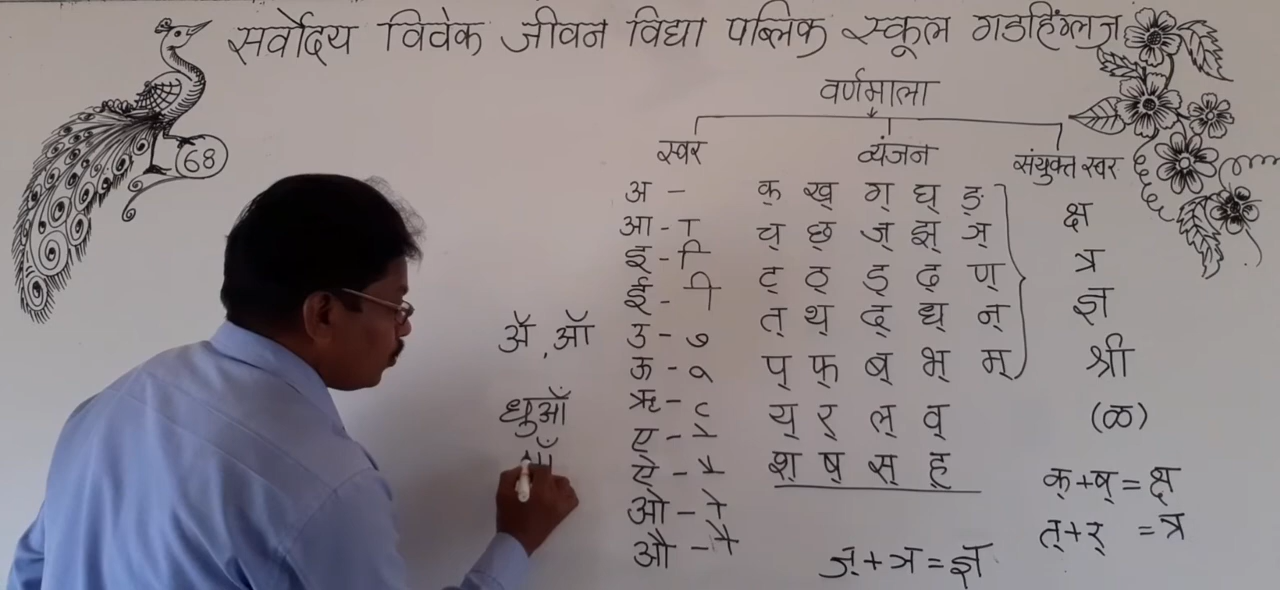 सर्वोदय विवेक जीवन विद्या पब्लिक स्कूल गडहिंग्लज
68
वर्णमाला
स्वर व्यंजन संयुक्त स्वर
अ -
आ - ा
इ - ि
ई - ी
उ - ु
ऊ - ू
ऋ - ृ
ए - े
ऐ - ै
ओ - ो
औ - ौ
क् ख् ग् घ् ङ्
च् छ् ज् झ् ञ्
ट् ठ् ड् ढ् ण्
त् थ् द् ध् न्
प् फ् ब् भ् म्
य् र् ल् व्
श् ष् स् ह्
क्ष
त्र
ज्ञ
श्री
(ळ)
क्+ष् = क्ष
त्+र् = त्र
ज्+ञ = ज्ञ
अँ, आँ
धुआँ